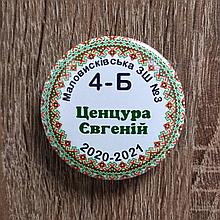 Маловисківська ЗШ №3
4-Б
Ценцура
Євгеній
2020-2021